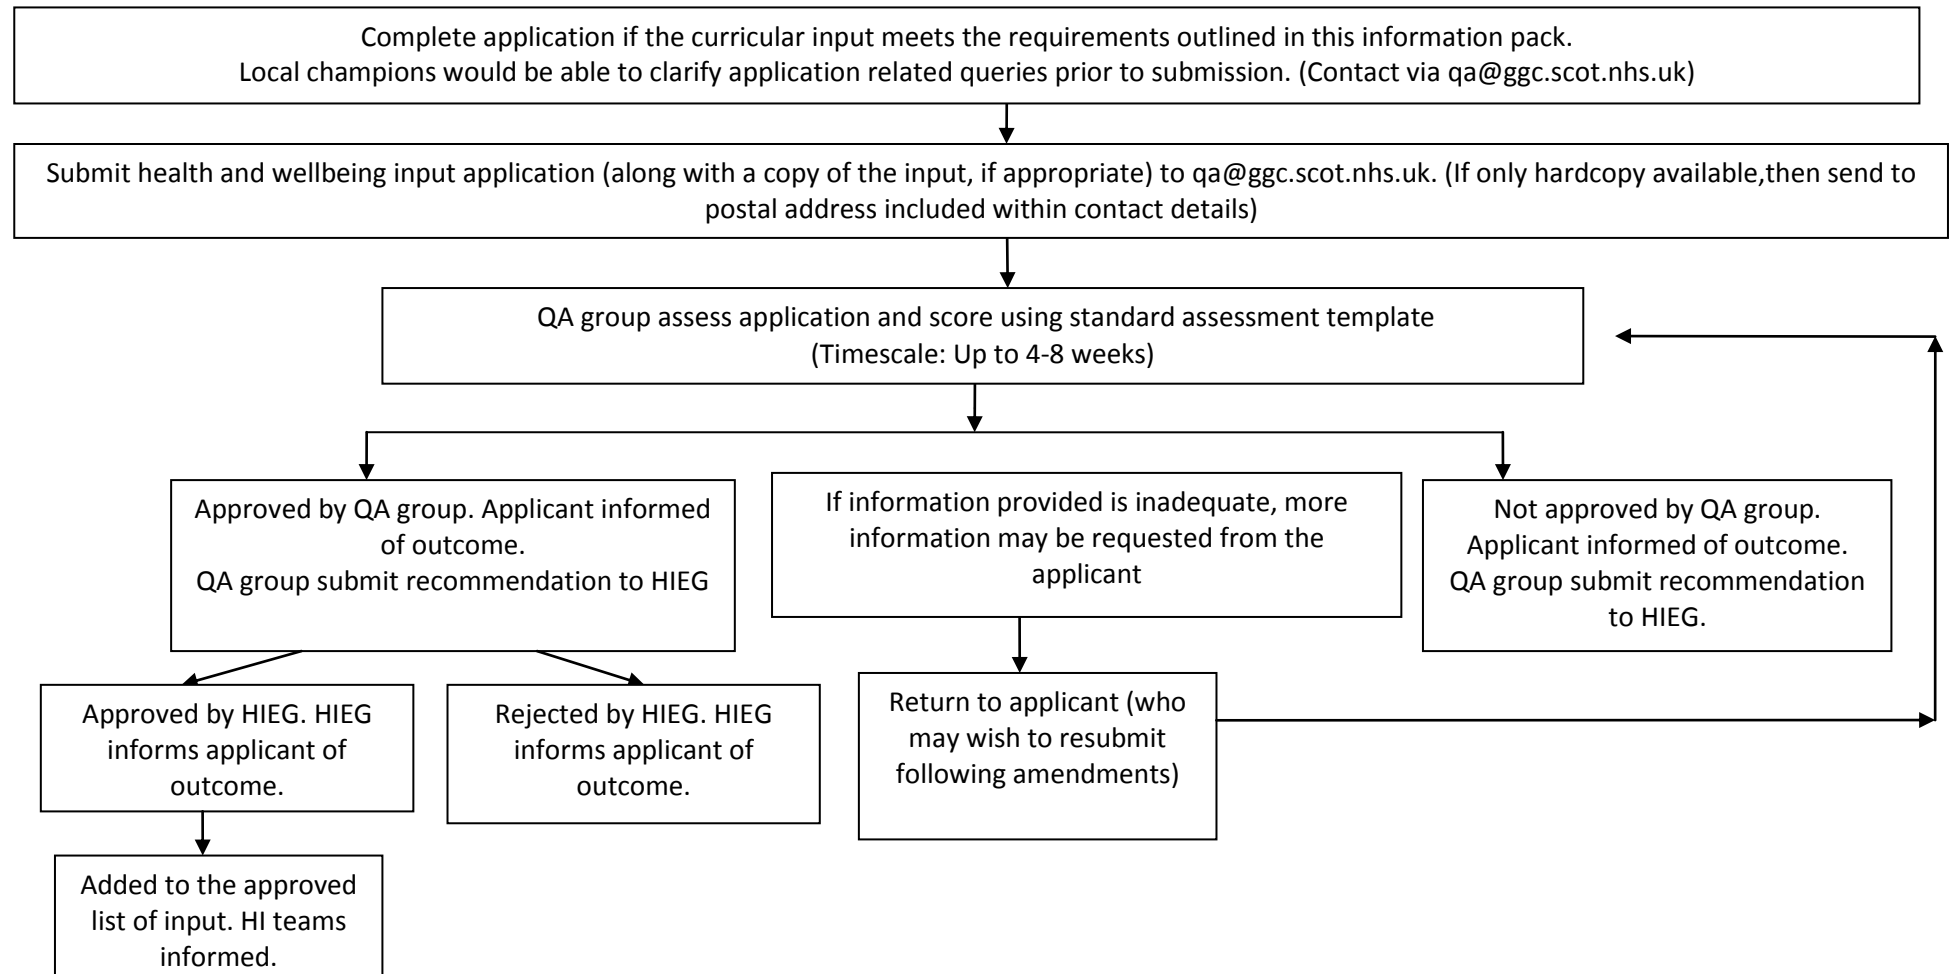 Complete application if the curricular input meets the requirements outlined in this information pack.
Local champions would be able to clarify application related queries prior to submission. (Contact via qa@ggc.scot.nhs.uk)
Submit health and wellbeing input application (along with a copy of the input, if appropriate) to qa@ggc.scot.nhs.uk. (If only hardcopy available,then send to
postal address included within contact details)
QA group assess application and score using standard assessment template
(Timescale: Up to 4-8 weeks)
Approved by QA group. Applicant informed
of outcome.
QA group submit recommendation to HIEG
If information provided is inadequate, more
information may be requested from the
applicant
Not approved by QA group.
Applicant informed of outcome.
QA group submit recommendation
to HIEG.
Approved by HIEG. HIEG
informs applicant of
outcome.
Rejected by HIEG. HIEG
informs applicant of
outcome.
Return to applicant (who
may wish to resubmit
following amendments)
Added to the approved
list of input. HI teams
informed.